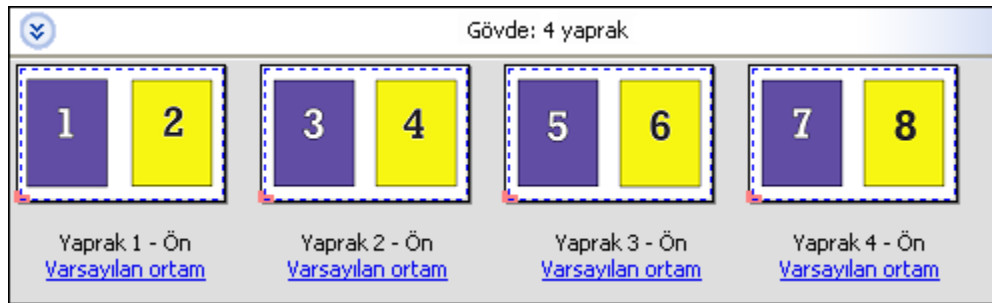 Gövde: 4 yaprak
1 2 3 4 5 6 7 8
Yaprak 1 - Ön Yaprak 2 - Ön Yaprak 3 - Ön Yaprak 4 - Ön
Varsayılan ortam Varsayılan ortam Varsayılan ortam Varsayılan ortam